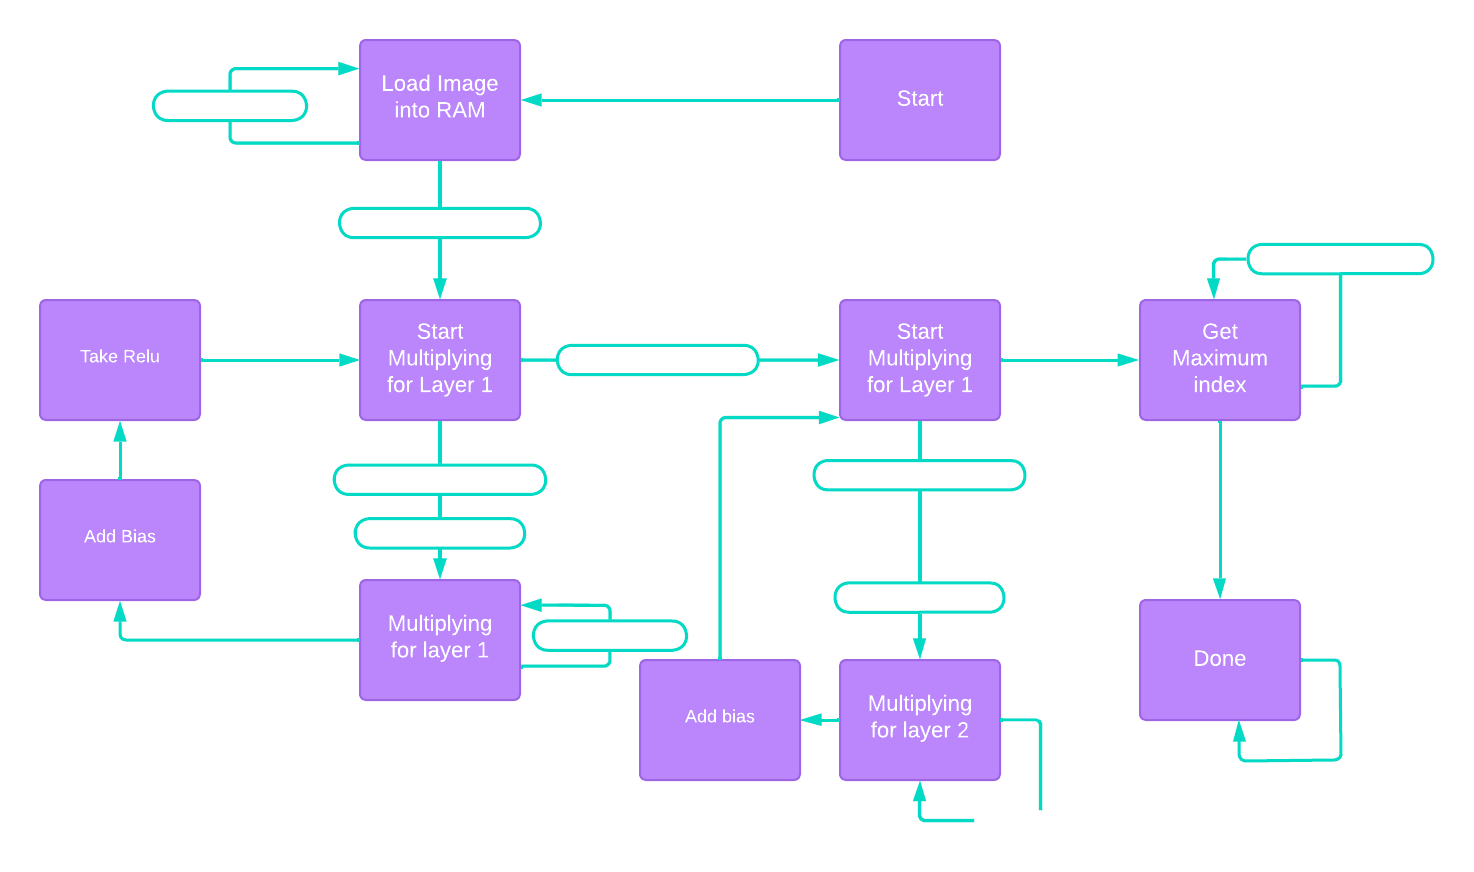 Load Image
into RAM
Start
Take Relu
Start
Multiplying
for Layer 1
Start
Multiplying
for Layer 1
Get
Maximum
index
Add Bias
Multiplying
for layer 1
Add bias
Multiplying
for layer 2
Done